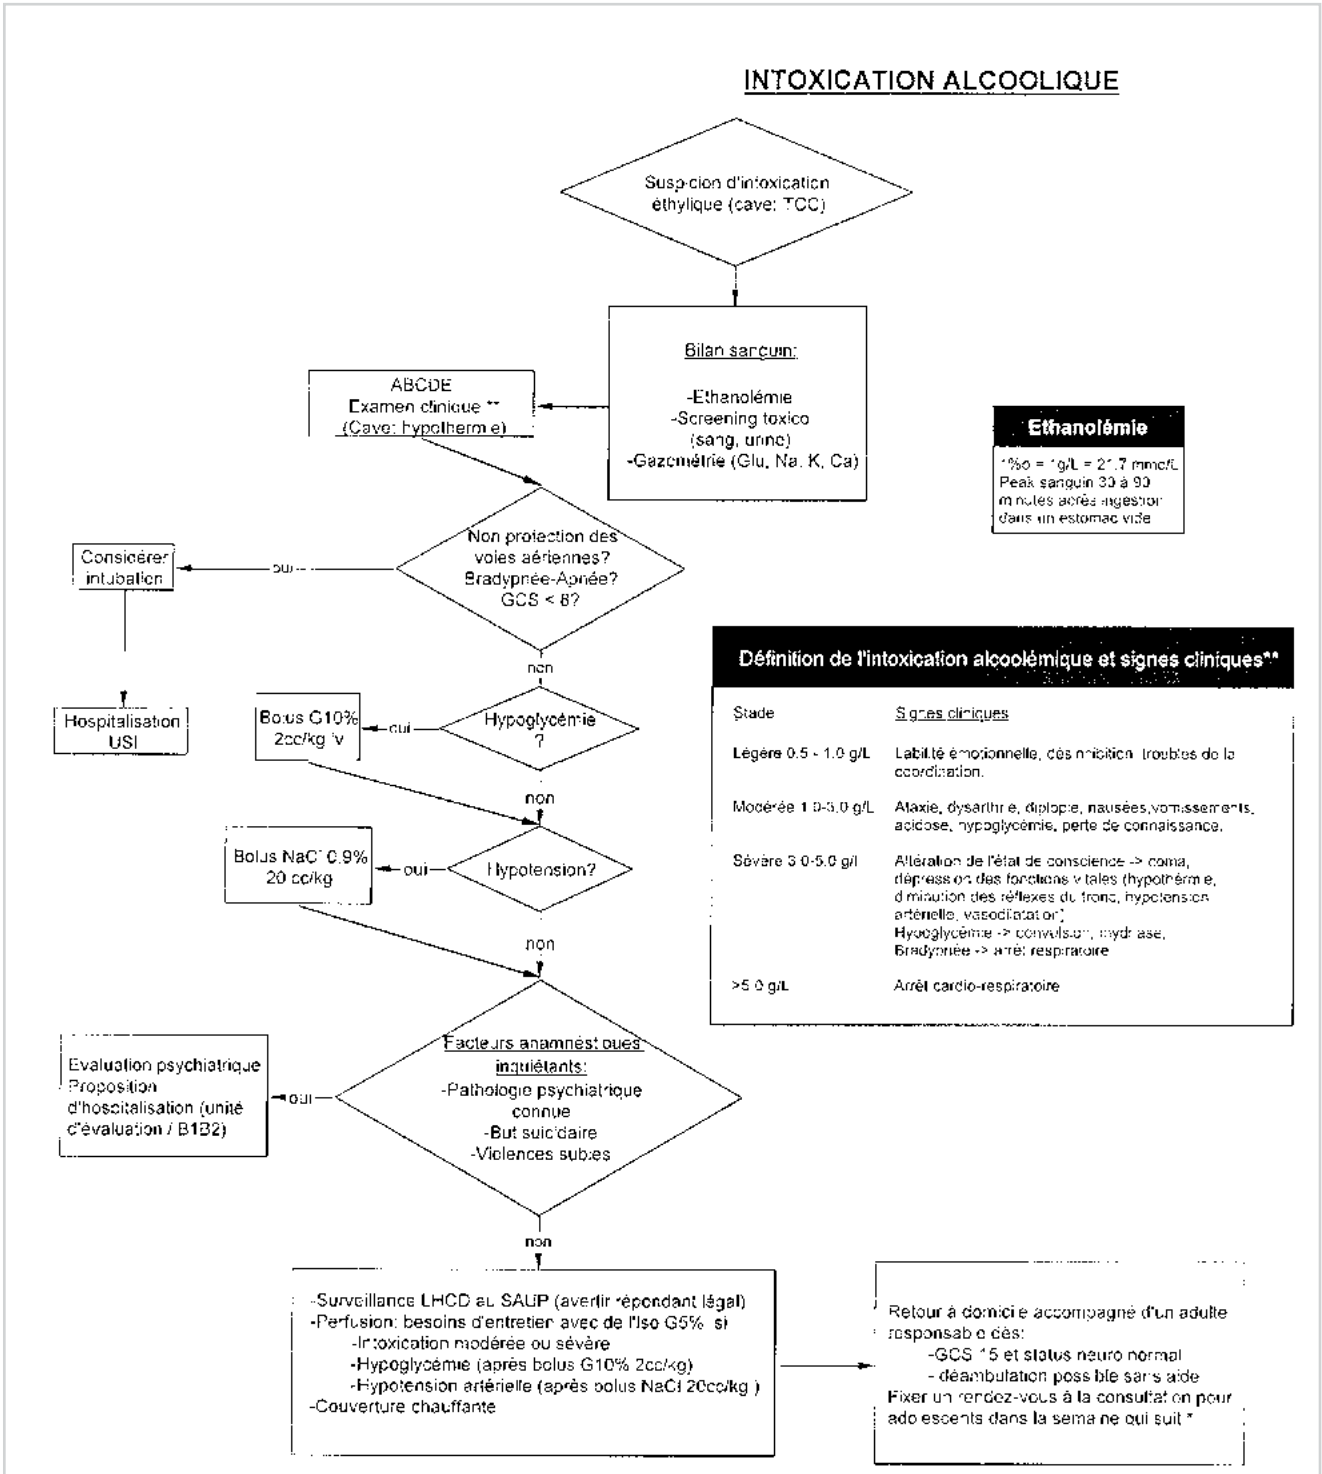 INTOXICATION ALCOOLIQUE
Suspicion d'intoxication
éthylique (cave: TCC)
Bilan sanguin:
-Ethanolémie
-Screening toxico
(sang, urine)
-Gazométrie (Glu, Na, K, Ca)
ABCDE
Examen clinique **
(Cave: hypothermie)
Ethanolémie
1%o = 1g/L = 21.7 mmo/L
Peak sanguin 30 à 90
minutes après ingestion
dans un estomac vide
Non protection des
voies aériennes?
Bradypnée-Apnée?
GCS < 8?
oui
Considérer
intubation
Hospitalisation
USI
non
Hypoglycémie
?
oui
Bolus G10%
2cc/kg iv
non
Hypotension?
oui
Bolus NaCl 0,9%
20 cc/kg
non
Définition de l'intoxication alcoolémique et signes cliniques**
Stade Signes cliniques
Légère 0.5 - 1.0 g/L Labilité émotionnelle, désinhibition, troubles de la
coordination.
Modérée 1.0-3.0 g/L Ataxie, dysarthrie, diplopie, nausées,vomissements,
acidose, hypoglycémie, perte de connaissance.
Sévère 3.0-5.0 g/l Altération de l'état de conscience -> coma,
dépression des fonctions vitales (hypothermie,
diminution des réflexes du tronc, hypotension
artérielle, vasodilatation)
Hypoglycémie -> convulsion, mydriase,
Bradypnée -> arrêt respiratoire
>5.0 g/L Arrêt cardio-respiratoire
Facteurs anamnéstiques
inquiétants:
-Pathologie psychiatrique
connue
-But suicidaire
-Violences subies
oui
Evaluation psychiatrique
Proposition
d'hospitalisation (unité
d'évaluation / B1B2)
non
-Surveillance LHCD au SAUP (avertir répondant légal)
-Perfusion: besoins d'entretien avec de l'Iso G5% si
-Intoxication modérée ou sévère
-Hypoglycémie (après bolus G10% 2cc/kg)
-Hypotension artérielle (après bolus NaCl 20cc/kg )
-Couverture chauffante
Retour à domicile accompagné d'un adulte
responsable dès:
-GCS 15 et status neuro normal
- déambulation possible sans aide
Fixer un rendez-vous à la consultation pour
adolescents dans la semaine qui suit *